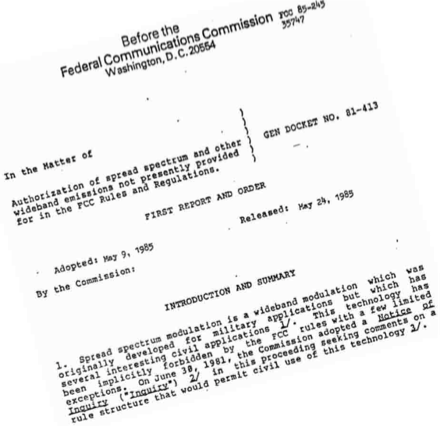 Before the
Federal Communications Commission
Washington, D.C. 20554
FCC 85-245
35747
In the Matter of
Authorization of spread spectrum and other
wideband emissions not presently provided
for in the FCC Rules and Regulations.
GEN DOCKET NO. 81-413
FIRST REPORT AND ORDER
Adopted: May 9, 1985
Released: May 24, 1985
By the Commission:
INTRODUCTION AND SUMMARY
1. Spread spectrum modulation is a wideband modulation which was
originally developed for military applications but which has
several interesting civil applications 1/. This technology has
been implicitly forbidden by the FCC rules with a few limited
exceptions. On June 30, 1981, the Commission adopted a Notice of
Inquiry ("Inquiry") 2/ in this proceeding seeking comments on a
rule structure that would permit civil use of this technology 3/.